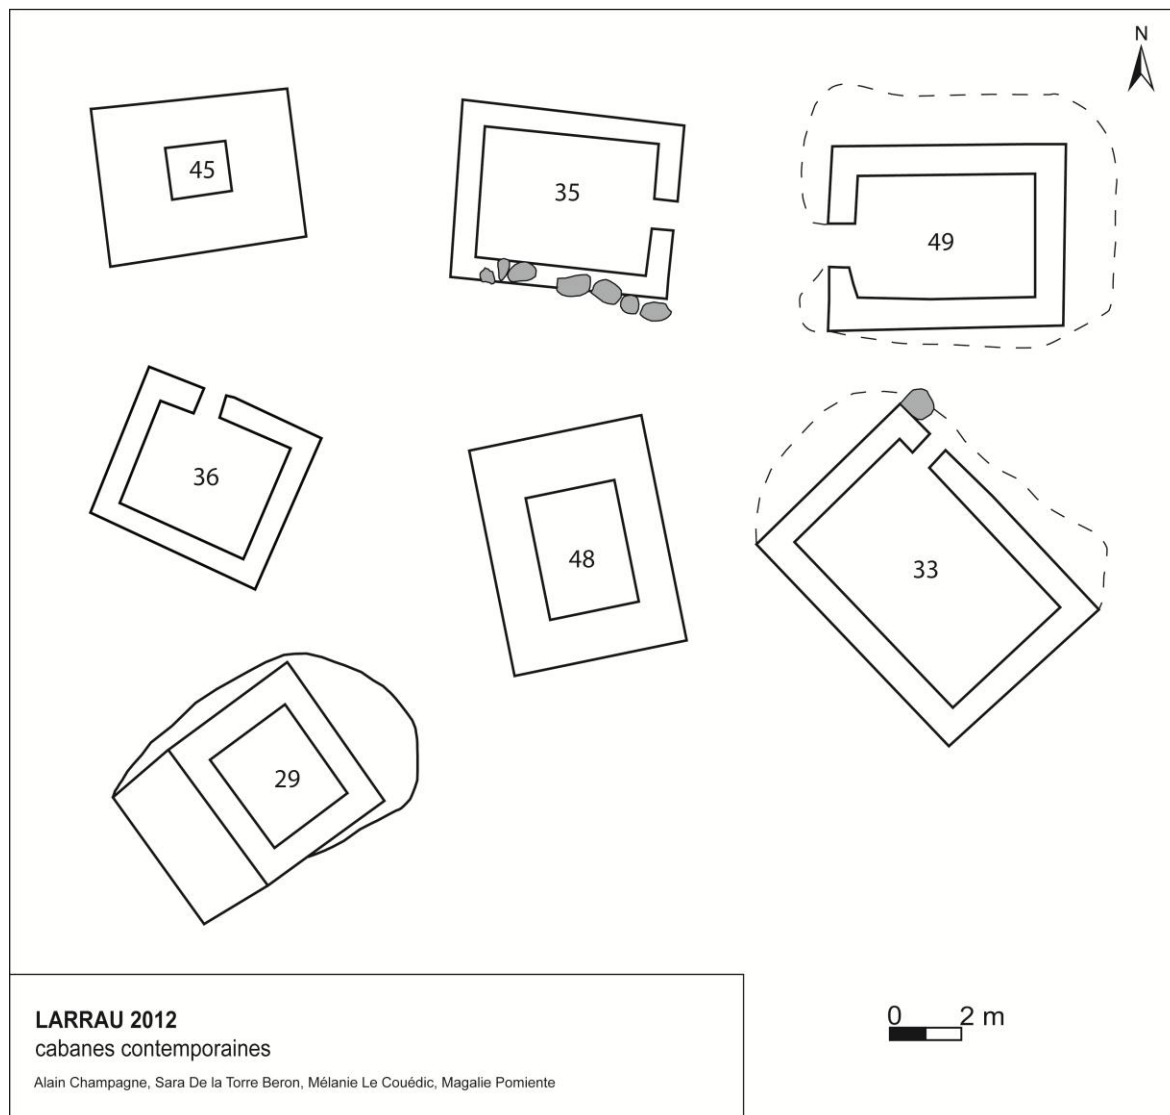 N
45
35
49
36
48
33
29
LARRAU 2012
cabanes contemporaines
Alain Champagne, Sara De la Torre Beron, Mélanie Le Couédic, Magalie Pomiente
0 2 m